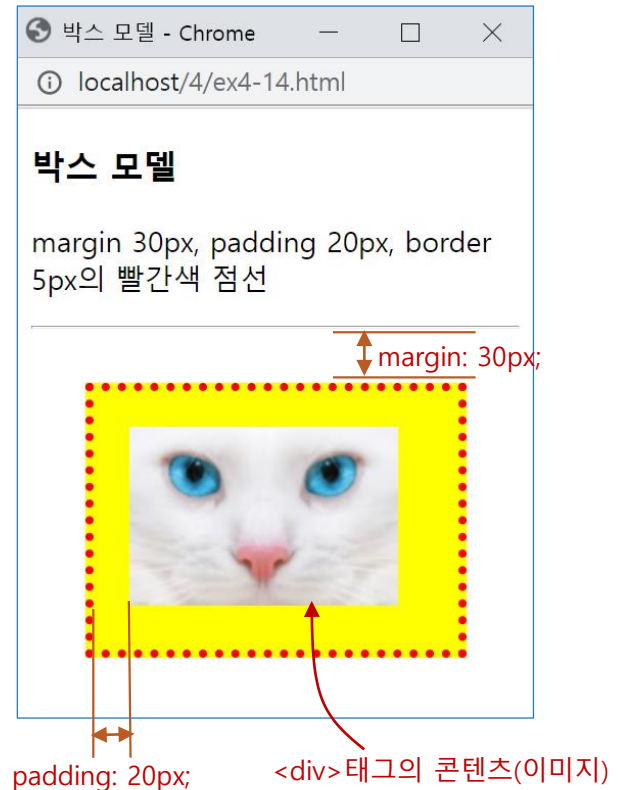 박스 모델 - Chrome
localhost/4/ex4-14.html
박스 모델
margin 30px, padding 20px, border
5px의 빨간색 점선
margin: 30px;
padding: 20px;
<div>태그의 콘텐츠(이미지)